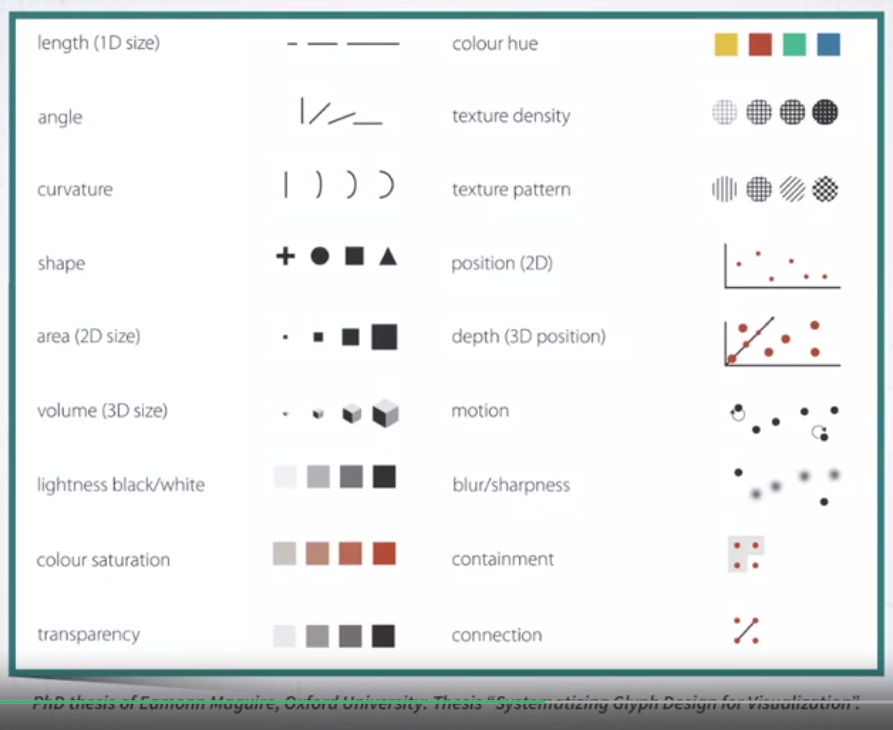 length (1D size)
angle
curvature
shape
area (2D size)
volume (3D size)
lightness black/white
colour saturation
transparency
colour hue
texture density
texture pattern
position (2D)
depth (3D position)
motion
blur/sharpness
containment
connection
PhD thesis of Eamonn Maguire, Oxford University: Thesis “Systematizing Glyph Design for Visualization”.